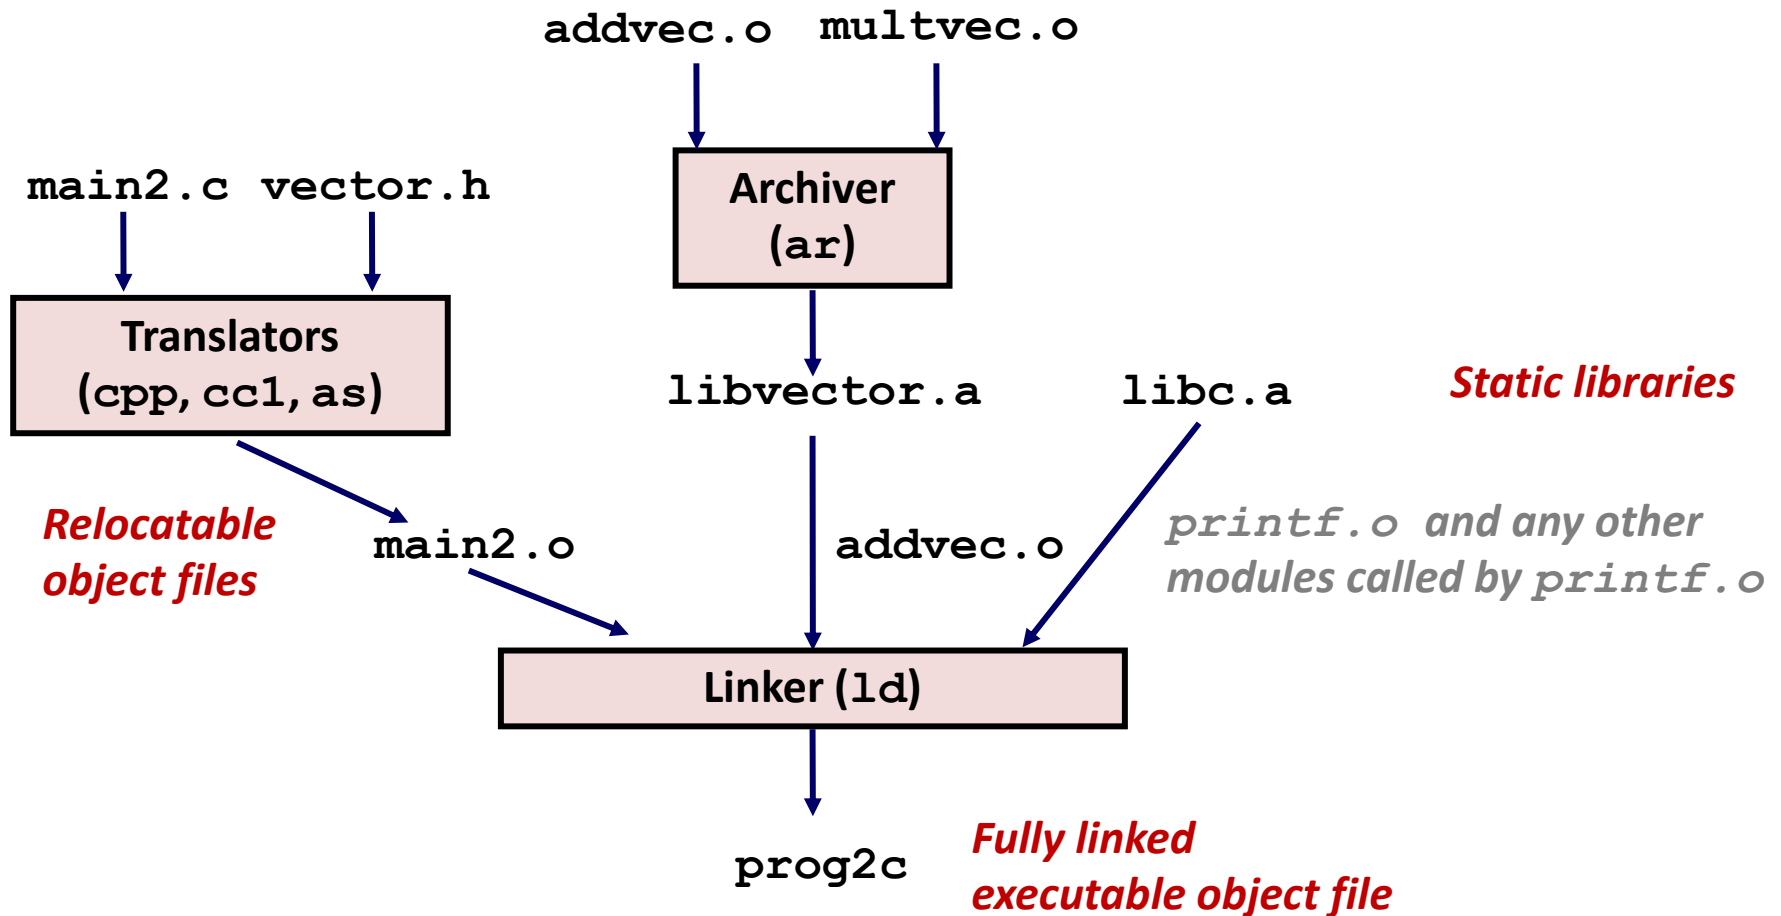 addvec.o multvec.o
main2.c vector.h
Archiver
(ar)
Translators
(cpp, cc1, as)
libvector.a libc.a Static libraries
Relocatable
object files
main2.o addvec.o
printf.o and any other
modules called by printf.o
Linker (ld)
prog2c
Fully linked
executable object file